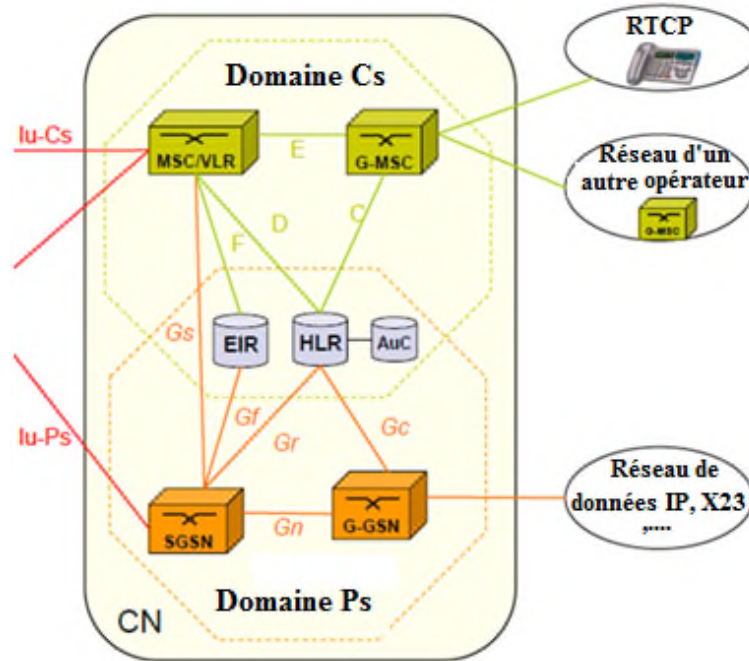 RTCP
Domaine Cs
Iu-Cs
MSC/VLR
E
G-MSC
Réseau d'un
autre opérateur
G-MSC
C
D
F
Gs
EIR
HLR
AuC
Gf
Gr
Gc
Iu-Ps
SGSN
Gn
G-GSN
Réseau de
données IP, X23
,....
Domaine Ps
CN